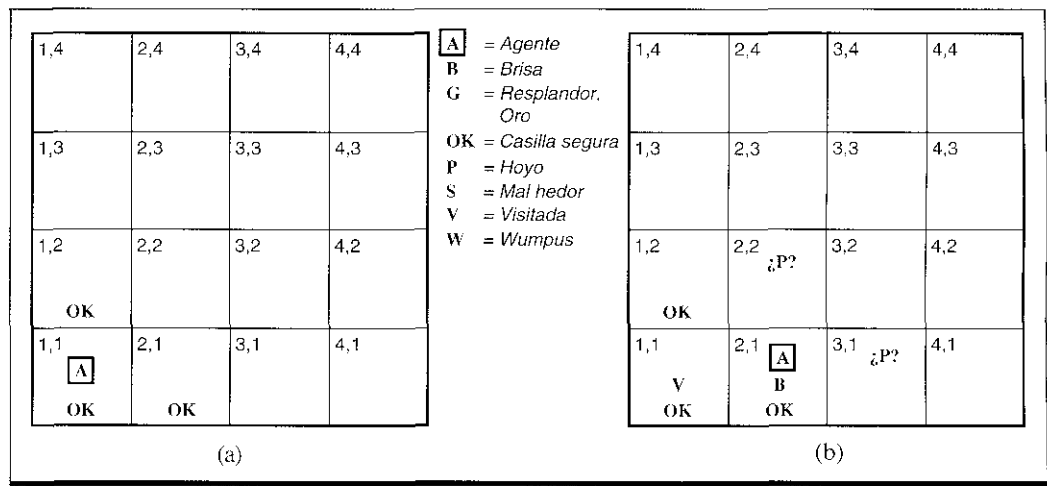 1,4 2,4 3,4 4,4
1,3 2,3 3,3 4,3
1,2 2,2 3,2 4,2
OK
1,1 2,1 3,1 4,1
A
OK OK
(a)
A = Agente
B = Brisa
G = Resplandor,
Oro
OK = Casilla segura
P = Hoyo
S = Mal hedor
V = Visitada
W = Wumpus
1,4 2,4 3,4 4,4
1,3 2,3 3,3 4,3
1,2 2,2 3,2 4,2
¿P?
OK
1,1 2,1 3,1 4,1
A ¿P?
V B
OK OK
(b)